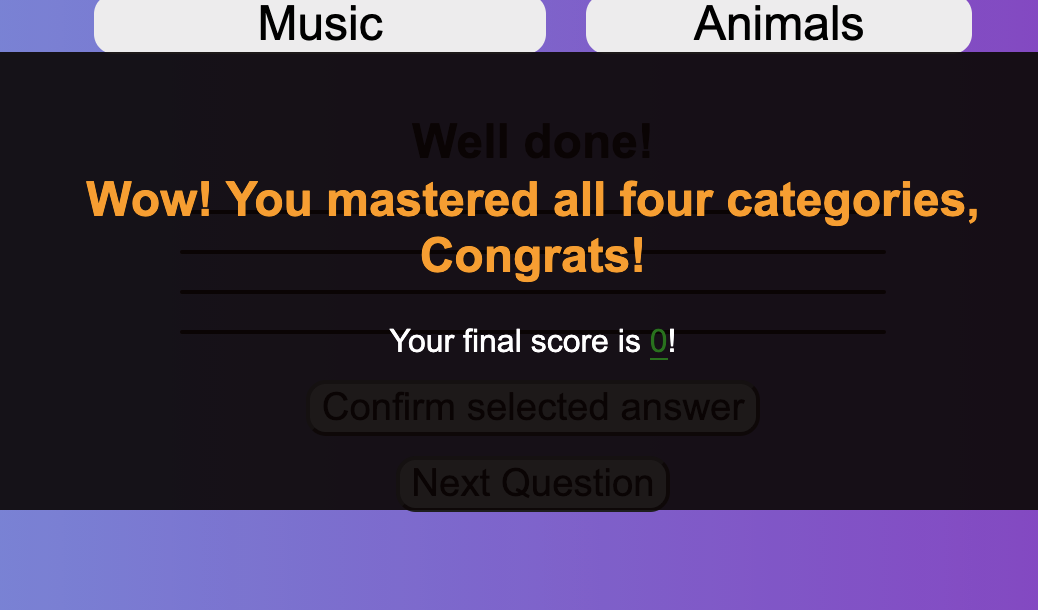 Music
Animals
Well done!
Wow! You mastered all four categories,
Congrats!
Your final score is 0!
Confirm selected answer
Next Question